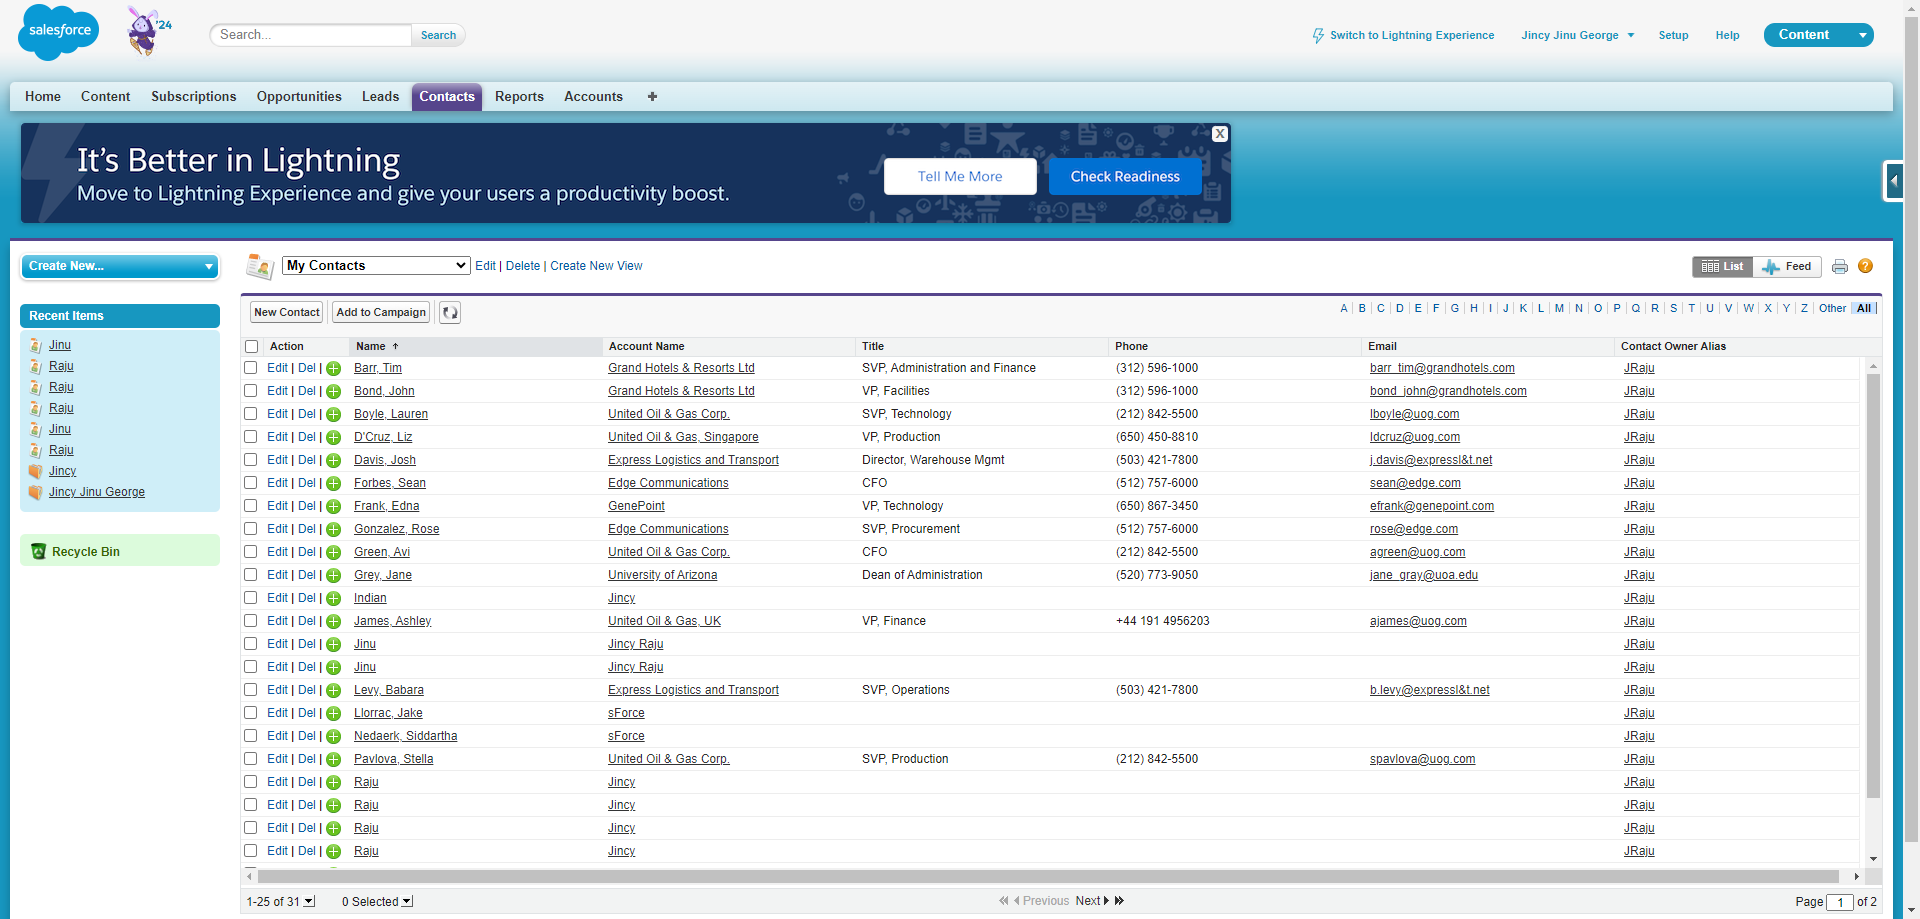 salesforce
'24
Search...
Search
Switch to Lightning Experience
Jincy Jinu George
Setup
Help
Content
Home Content Subscriptions Opportunities Leads Contacts Reports Accounts +
It's Better in Lightning
Move to Lightning Experience and give your users a productivity boost.
Tell Me More
Check Readiness
X
Create New...
Recent Items
Jinu
Raju
Raju
Raju
Jinu
Raju
Jincy
Jincy Jinu George
Recycle Bin
My Contacts Edit | Delete | Create New View
List Feed ?
New Contact Add to Campaign
A | B | C | D | E | F | G | H | I | J | K | L | M | N | O | P | Q | R | S | T | U | V | W | X | Y | Z | Other | All |
Action Name Account Name Title Phone Email Contact Owner Alias
Edit | Del | Barr, Tim Grand Hotels & Resorts Ltd SVP, Administration and Finance (312) 596-1000 barr_tim@grandhotels.com JRaju
Edit | Del | Bond, John Grand Hotels & Resorts Ltd VP, Facilities (312) 596-1000 bond_john@grandhotels.com JRaju
Edit | Del | Boyle, Lauren United Oil & Gas Corp. SVP, Technology (212) 842-5500 lboyle@uog.com JRaju
Edit | Del | D'Cruz, Liz United Oil & Gas, Singapore VP, Production (650) 450-8810 ldcruz@uog.com JRaju
Edit | Del | Davis, Josh Express Logistics and Transport Director, Warehouse Mgmt (503) 421-7800 j.davis@expressl&t.net JRaju
Edit | Del | Forbes, Sean Edge Communications CFO (512) 757-6000 sean@edge.com JRaju
Edit | Del | Frank, Edna GenePoint VP, Technology (650) 867-3450 efrank@genepoint.com JRaju
Edit | Del | Gonzalez, Rose Edge Communications SVP, Procurement (512) 757-6000 rose@edge.com JRaju
Edit | Del | Green, Avi United Oil & Gas Corp. CFO (212) 842-5500 agreen@uog.com JRaju
Edit | Del | Grey, Jane University of Arizona Dean of Administration (520) 773-9050 jane_gray@uoa.edu JRaju
Edit | Del | Indian Jincy JRaju
Edit | Del | James, Ashley United Oil & Gas, UK VP, Finance +44 191 4956203 ajames@uog.com JRaju
Edit | Del | Jinu Jincy Raju JRaju
Edit | Del | Jinu Jincy Raju JRaju
Edit | Del | Levy, Babara Express Logistics and Transport SVP, Operations (503) 421-7800 b.levy@expressl&t.net JRaju
Edit | Del | Llorrac, Jake sForce JRaju
Edit | Del | Nedaerk, Siddartha sForce JRaju
Edit | Del | Pavlova, Stella United Oil & Gas Corp. SVP, Production (212) 842-5500 spavlova@uog.com JRaju
Edit | Del | Raju Jincy JRaju
Edit | Del | Raju Jincy JRaju
Edit | Del | Raju Jincy JRaju
Edit | Del | Raju Jincy JRaju
1-25 of 31 0 Selected Previous Next Page 1 of 2